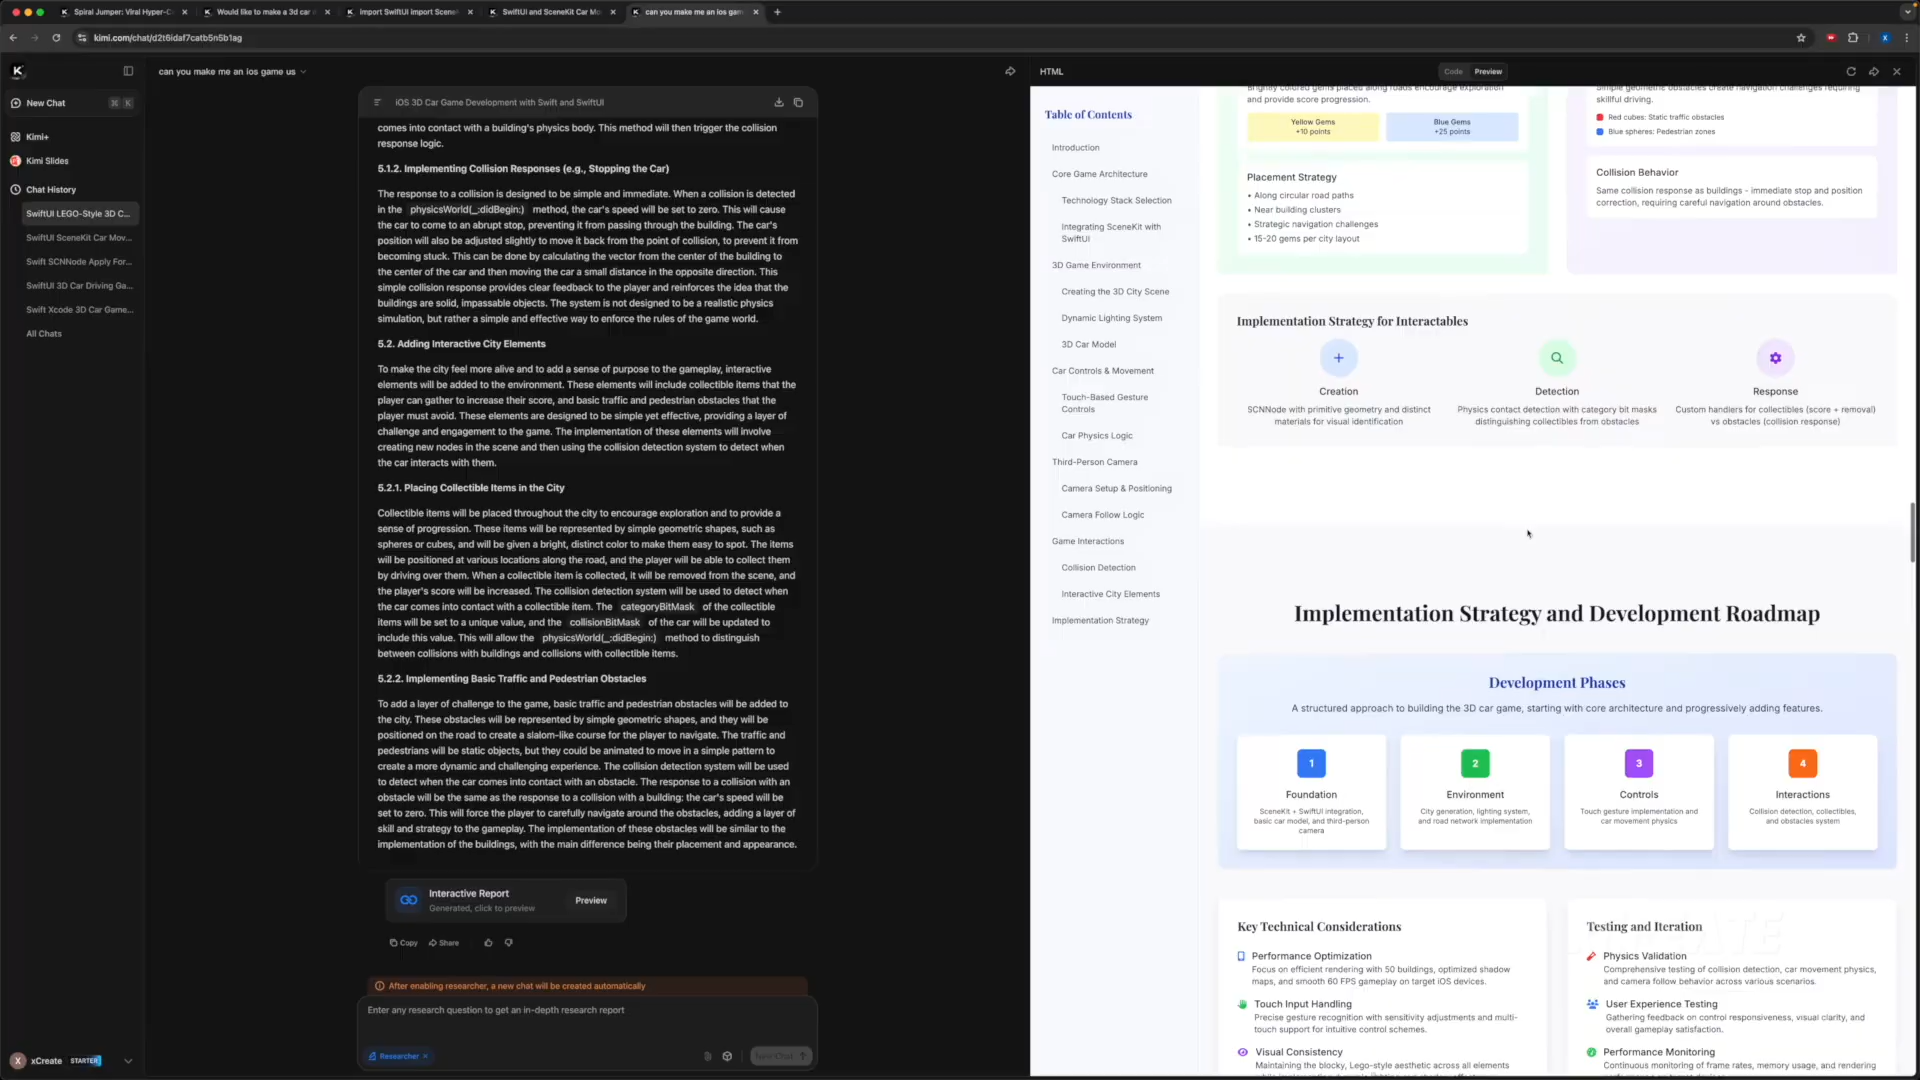 Spiral Jumper: Viral Hyper-C
Would like to make a 3d car
import SwiftUI import Scenek
SwiftUI and SceneKit Car Mo
can you make me an ios gam
kimi.com/chat/d2t6idaf7catb5n5b1ag
New Chat
⌘ K
Kimi+
Kimi Slides
Chat History
SwiftUI LEGO-Style 3D C...
SwiftUI SceneKit Car Mov...
Swift SCNNode Apply For...
SwiftUI 3D Car Driving Ga...
Swift Xcode 3D Car Game...
All Chats
xCreate STARTER
can you make me an ios game us
iOS 3D Car Game Development with Swift and SwiftUI
comes into contact with a building's physics body. This method will then trigger the collision
response logic.
5.1.2. Implementing Collision Responses (e.g., Stopping the Car)
The response to a collision is designed to be simple and immediate. When a collision is detected
in the physicsWorld(_:didBegin:) method, the car's speed will be set to zero. This will cause
the car to come to an abrupt stop, preventing it from passing through the building. The car's
position will also be adjusted slightly to move it back from the point of collision, to prevent it from
becoming stuck. This can be done by calculating the vector from the center of the building to
the center of the car and then moving the car a small distance in the opposite direction. This
simple collision response provides clear feedback to the player and reinforces the idea that the
buildings are solid, impassable objects. The system is not designed to be a realistic physics
simulation, but rather a simple and effective way to enforce the rules of the game world.
5.2. Adding Interactive City Elements
To make the city feel more alive and to add a sense of purpose to the gameplay, interactive
elements will be added to the environment. These elements will include collectible items that the
player can gather to increase their score, and basic traffic and pedestrian obstacles that the
player must avoid. These elements are designed to be simple yet effective, providing a layer of
challenge and engagement to the game. The implementation of these elements will involve
creating new nodes in the scene and then using the collision detection system to detect when
the car interacts with them.
5.2.1. Placing Collectible Items in the City
Collectible items will be placed throughout the city to encourage exploration and to provide a
sense of progression. These items will be represented by simple geometric shapes, such as
spheres or cubes, and will be given a bright, distinct color to make them easy to spot. The items
will be positioned at various locations along the road, and the player will be able to collect them
by driving over them. When a collectible item is collected, it will be removed from the scene, and
the player's score will be increased. The collision detection system will be used to detect when
the car comes into contact with a collectible item. The categoryBitMask of the collectible
items will be set to a unique value, and the collisionBitMask of the car will be updated to
include this value. This will allow the physicsWorld(_:didBegin:) method to distinguish
between collisions with buildings and collisions with collectible items.
5.2.2. Implementing Basic Traffic and Pedestrian Obstacles
To add a layer of challenge to the game, basic traffic and pedestrian obstacles will be added to
the city. These obstacles will be represented by simple geometric shapes, and they will be
positioned on the road to create a slalom-like course for the player to navigate. The traffic and
pedestrians will be static objects, but they could be animated to move in a simple pattern to
create a more dynamic and challenging experience. The collision detection system will be used
to detect when the car comes into contact with an obstacle. The response to a collision with an
obstacle will be the same as the response to a collision with a building: the car's speed will be
set to zero. This will force the player to carefully navigate around the obstacles, adding a layer of
skill and strategy to the gameplay. The implementation of these obstacles will be similar to the
implementation of the buildings, with the main difference being their placement and appearance.
Interactive Report
Generated, click to preview
Preview
Copy
Share
After enabling researcher, a new chat will be created automatically
Enter any research question to get an in-depth research report
Researcher ×
New Chat
HTML
Code
Preview
Table of Contents
Introduction
Core Game Architecture
Technology Stack Selection
Integrating SceneKit with
SwiftUI
3D Game Environment
Creating the 3D City Scene
Dynamic Lighting System
3D Car Model
Car Controls & Movement
Touch-Based Gesture
Controls
Car Physics Logic
Third-Person Camera
Camera Setup & Positioning
Camera Follow Logic
Game Interactions
Collision Detection
Interactive City Elements
Implementation Strategy
Brightly colored gems placed along roads encourage exploration
and provide score progression.
Yellow Gems
+10 points
Blue Gems
+25 points
Placement Strategy
• Along circular road paths
• Near building clusters
• Strategic navigation challenges
• 15-20 gems per city layout
Simple geometric obstacles create navigation challenges requiring
skillful driving.
Red cubes: Static traffic obstacles
Blue spheres: Pedestrian zones
Collision Behavior
Same collision response as buildings - immediate stop and position
correction, requiring careful navigation around obstacles.
Implementation Strategy for Interactables
Creation
SCNNode with primitive geometry and distinct
materials for visual identification
Detection
Physics contact detection with category bit masks
distinguishing collectibles from obstacles
Response
Custom handlers for collectibles (score + removal)
vs obstacles (collision response)
Implementation Strategy and Development Roadmap
Development Phases
A structured approach to building the 3D car game, starting with core architecture and progressively adding features.
1
Foundation
SceneKit + SwiftUI integration,
basic car model, and third-person
camera
2
Environment
City generation, lighting system,
and road network implementation
3
Controls
Touch gesture implementation and
car movement physics
4
Interactions
Collision detection, collectibles,
and obstacles system
Key Technical Considerations
Performance Optimization
Focus on efficient rendering with 50 buildings, optimized shadow
maps, and smooth 60 FPS gameplay on target iOS devices.
Touch Input Handling
Precise gesture recognition with sensitivity adjustments and multi-
touch support for intuitive control schemes.
Visual Consistency
Maintaining the blocky, Lego-style aesthetic across all elements
Testing and Iteration
Physics Validation
Comprehensive testing of collision detection, car movement physics,
and camera follow behavior across various scenarios.
User Experience Testing
Gathering feedback on control responsiveness, visual clarity, and
overall gameplay satisfaction.
Performance Monitoring
Continuous monitoring of frame rates, memory usage, and rendering